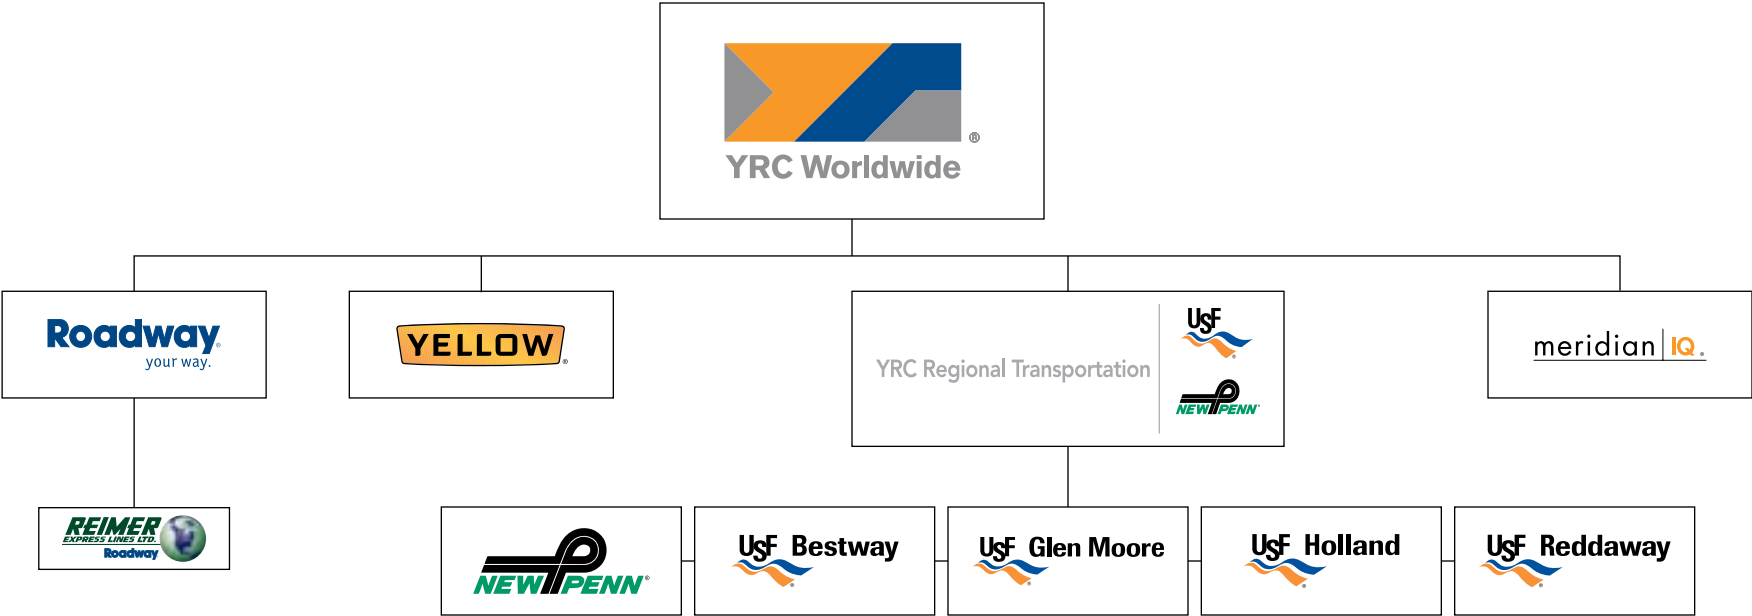 ®
YRC Worldwide
Roadway®
your way.
YELLOW®
YRC Regional Transportation
USF®
NEW PENN®
meridian IQ.
REIMER
EXPRESS LINES LTD.
Roadway
NEW PENN®
USF Bestway®
USF Glen Moore®
USF Holland®
USF Reddaway®